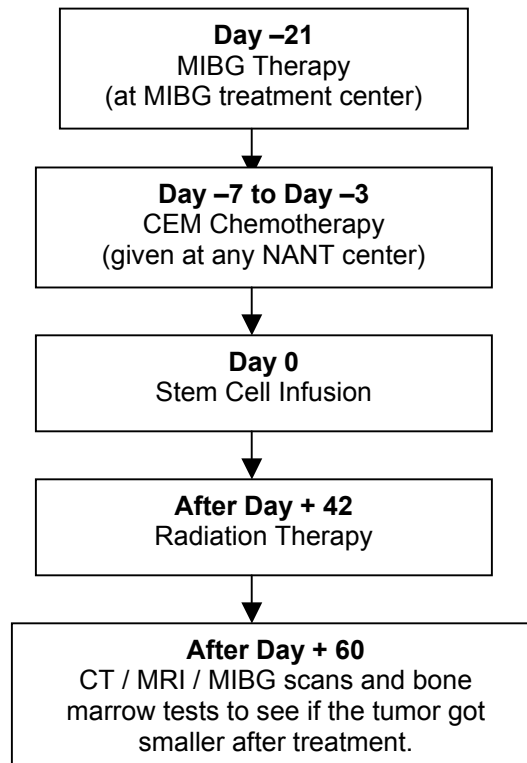 Day –21
MIBG Therapy
(at MIBG treatment center)
Day –7 to Day –3
CEM Chemotherapy
(given at any NANT center)
Day 0
Stem Cell Infusion
After Day + 42
Radiation Therapy
After Day + 60
CT / MRI / MIBG scans and bone
marrow tests to see if the tumor got
smaller after treatment.